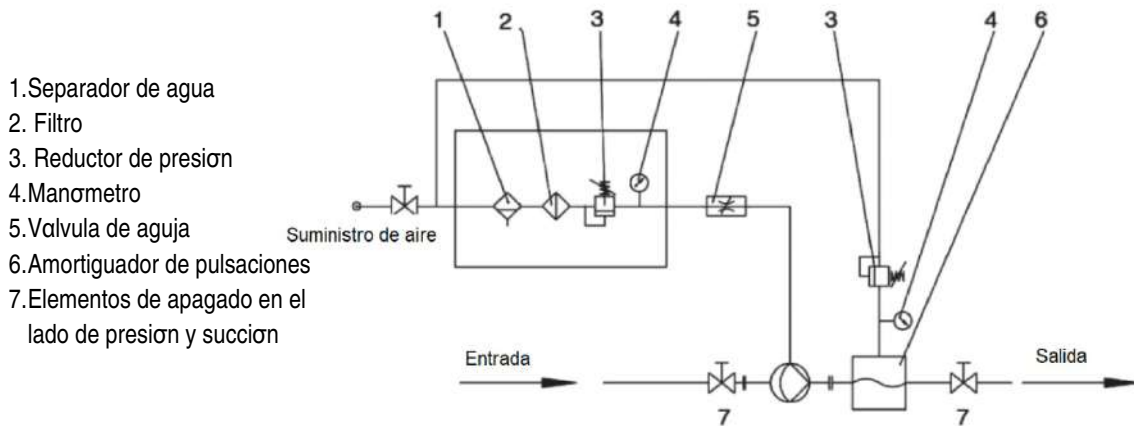 1 2 3 4 5 3 4 6
1.Separador de agua
2. Filtro
3. Reductor de presiσn
4.Manσmetro
5.Vαlvula de aguja
6.Amortiguador de pulsaciones
7.Elementos de apagado en el
lado de presiσn y succiσn
Suministro de aire
Entrada
Salida
7 7